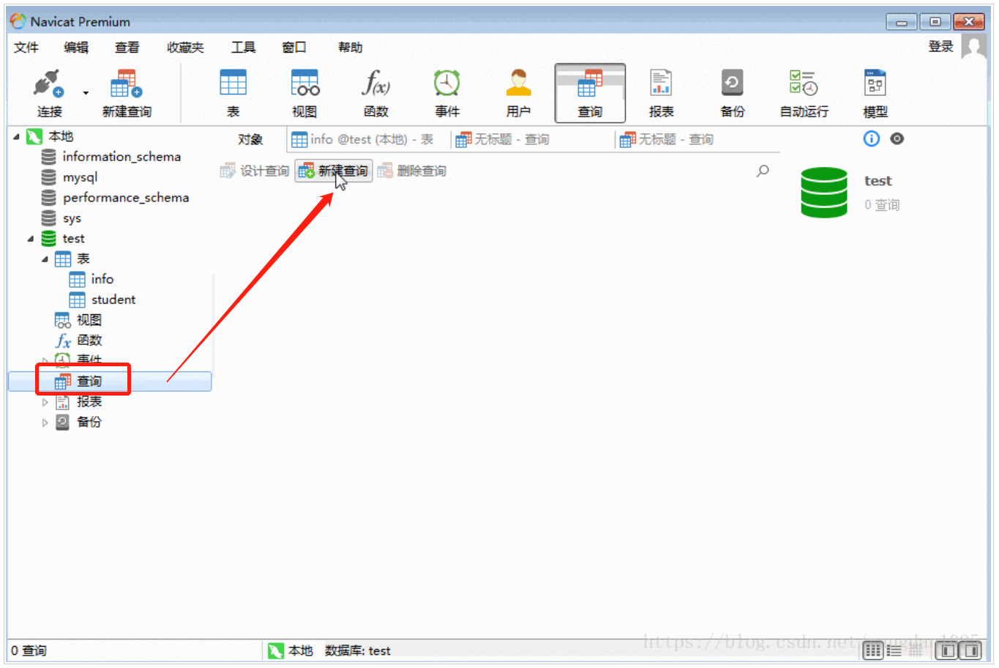 Navicat Premium
文件 编辑 查看 收藏夹 工具 窗口 帮助 登录
连接 新建查询 表 视图 函数 事件 用户 查询 报表 备份 自动运行 模型
本地
information_schema
mysql
performance_schema
sys
test
表
info
student
视图
函数
事件
查询
报表
备份
对象 info @test (本地) - 表 无标题 - 查询 无标题 - 查询
设计查询 新建查询 删除查询
test
0 查询
0 查询 本地 数据库: test
https://blog.csdn.net